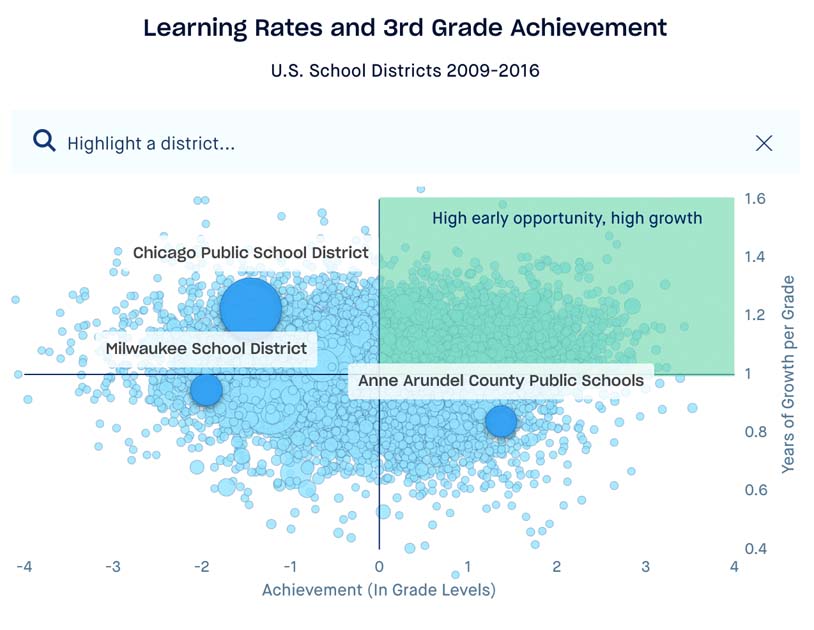 Learning Rates and 3rd Grade Achievement
U.S. School Districts 2009-2016
Highlight a district...
High early opportunity, high growth
Chicago Public School District
Milwaukee School District
Anne Arundel County Public Schools
1.6
1.4
1.2
1
0.8
0.6
0.4
Years of Growth per Grade
-4 -3 -2 -1 0 1 2 3 4
Achievement (In Grade Levels)